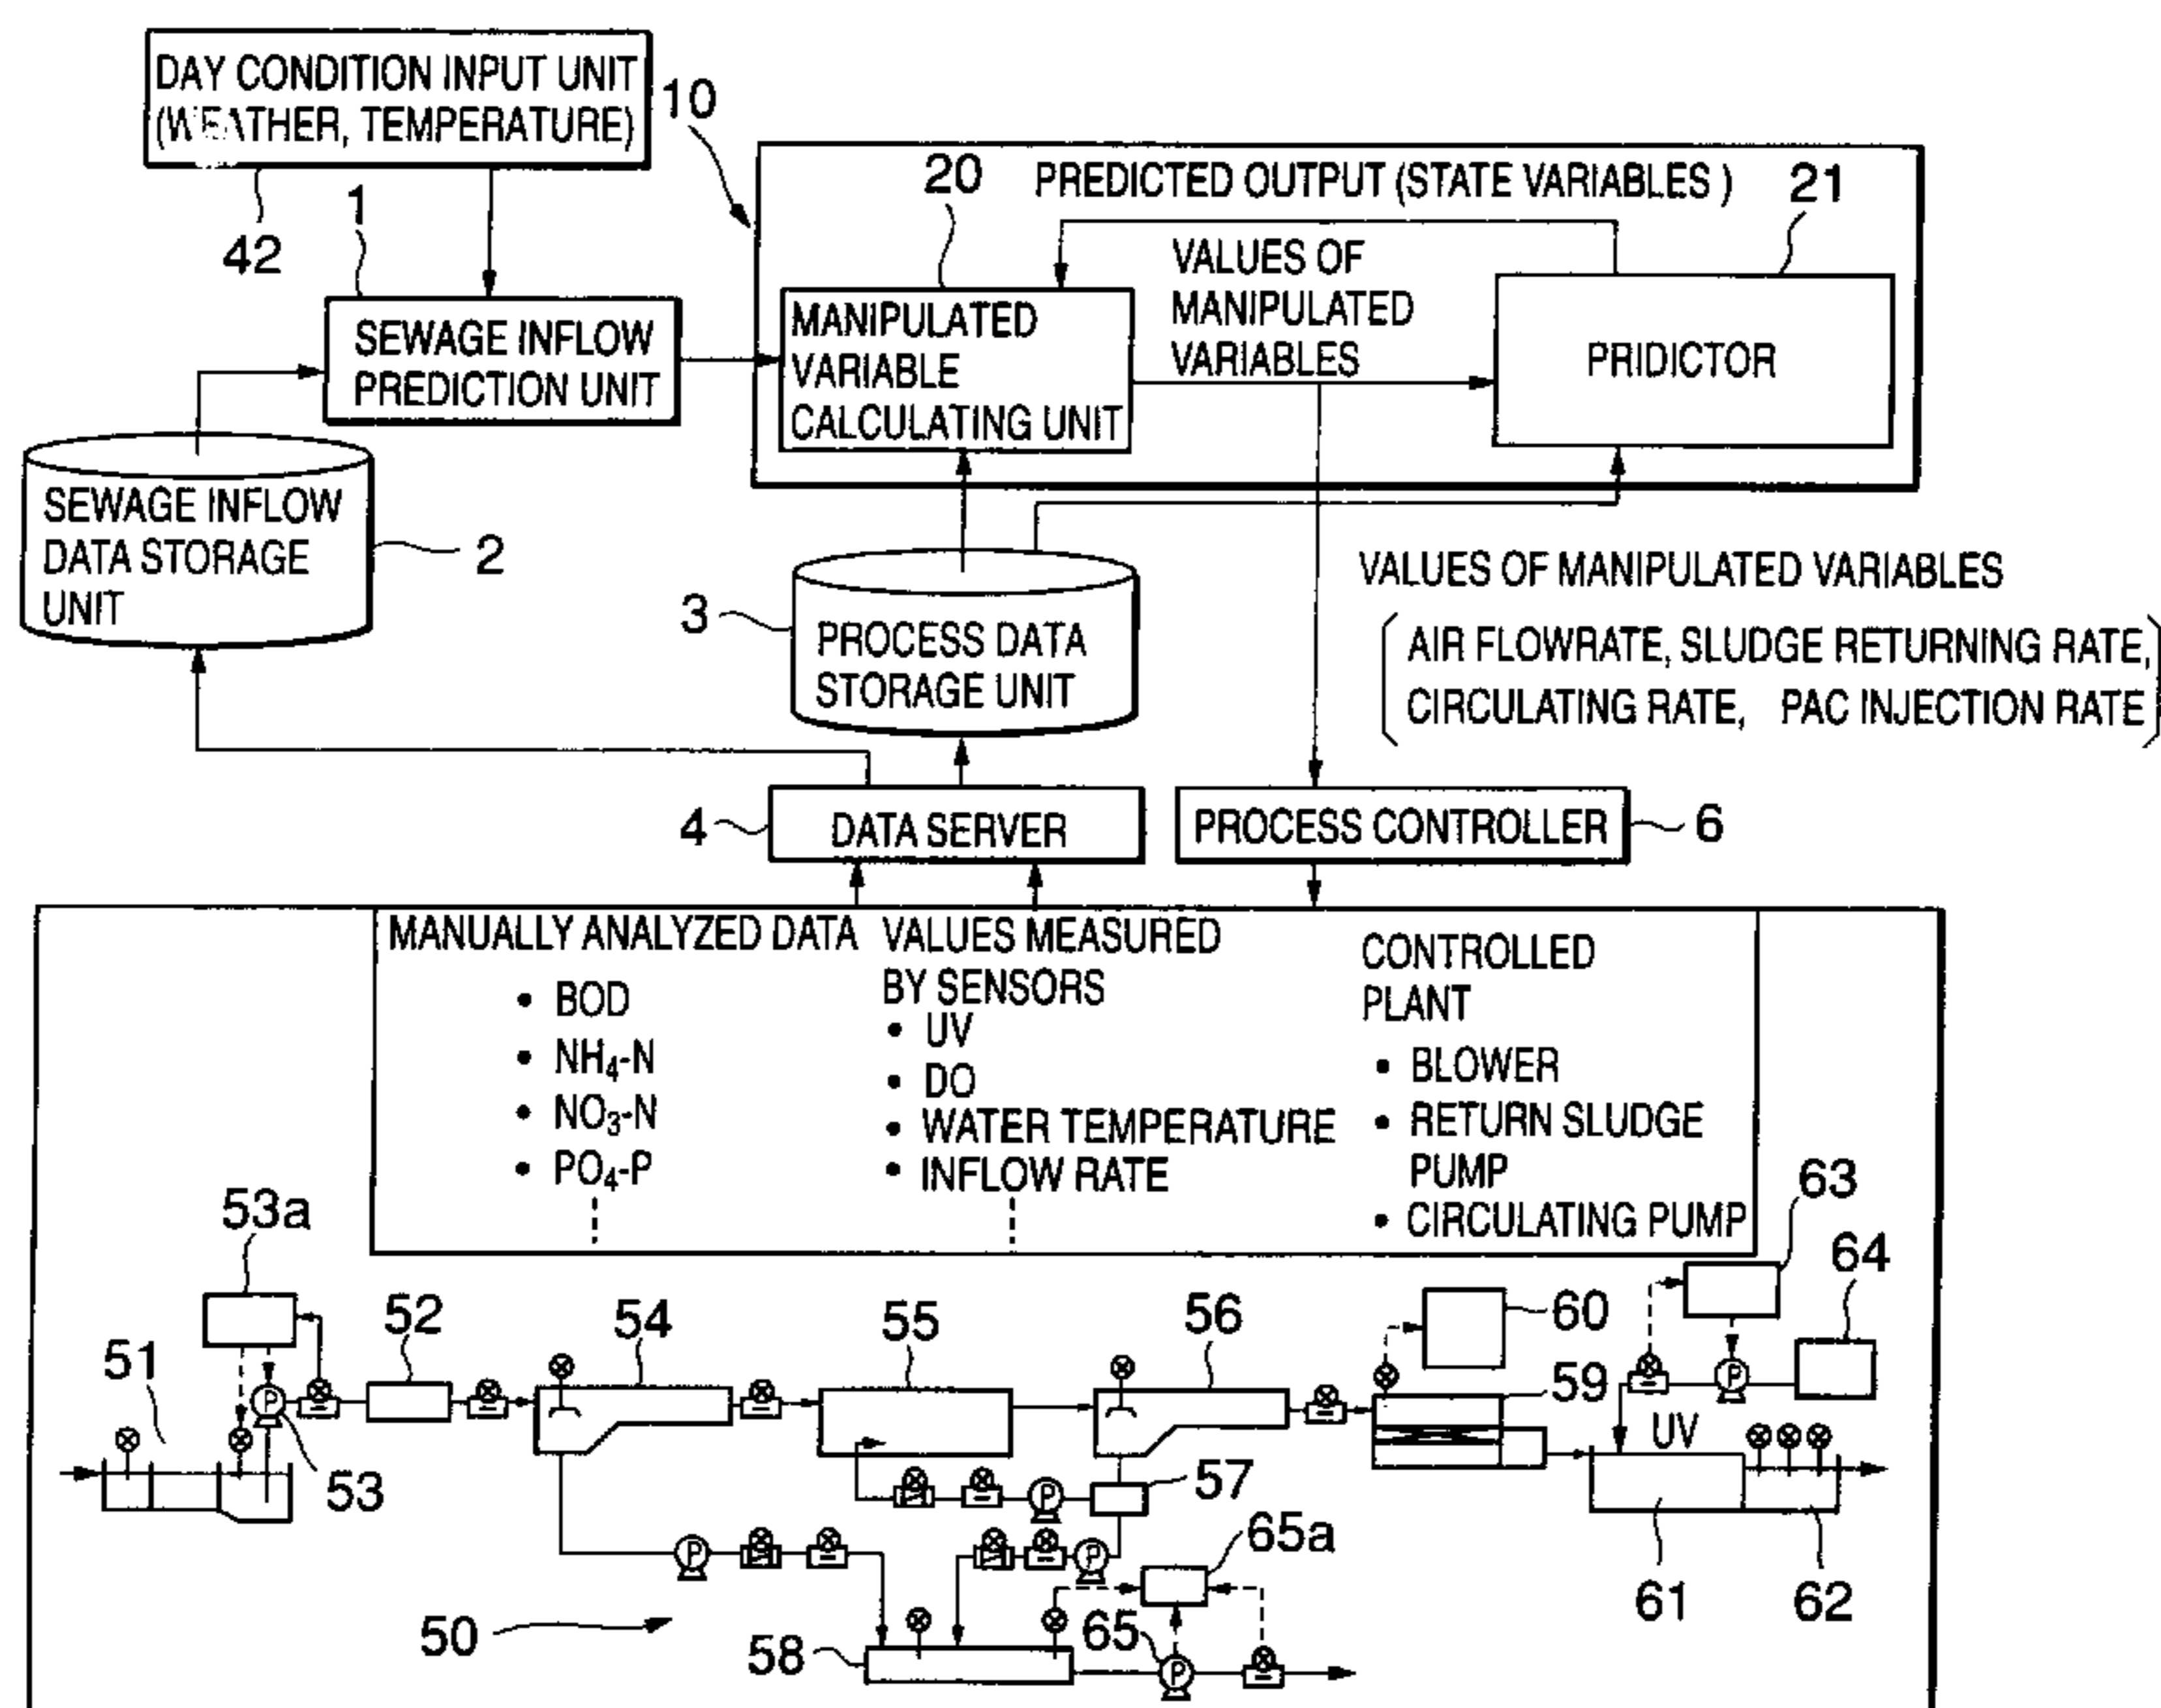 DAY CONDITION INPUT UNIT
(WEATHER, TEMPERATURE)
10
42
1
SEWAGE INFLOW
PREDICTION UNIT
20
PREDICTED OUTPUT (STATE VARIABLES )
21
VALUES OF
MANIPULATED
VARIABLES
MANIPULATED
VARIABLE
CALCULATING UNIT
PRIDICTOR
SEWAGE INFLOW
DATA STORAGE
UNIT
2
3
PROCESS DATA
STORAGE UNIT
VALUES OF MANIPULATED VARIABLES
AIR FLOWRATE, SLUDGE RETURNING RATE,
CIRCULATING RATE, PAC INJECTION RATE
4
DATA SERVER
PROCESS CONTROLLER
6
MANUALLY ANALYZED DATA
• BOD
• NH₄-N
• NO₃-N
• PO₄-P
VALUES MEASURED
BY SENSORS
• UV
• DO
• WATER TEMPERATURE
• INFLOW RATE
CONTROLLED
PLANT
• BLOWER
• RETURN SLUDGE
PUMP
• CIRCULATING PUMP
53a
52
54
55
56
60
63
64
51
P
53
59
P
UV
P
57
P
P
65a
61
62
50
58
65
P